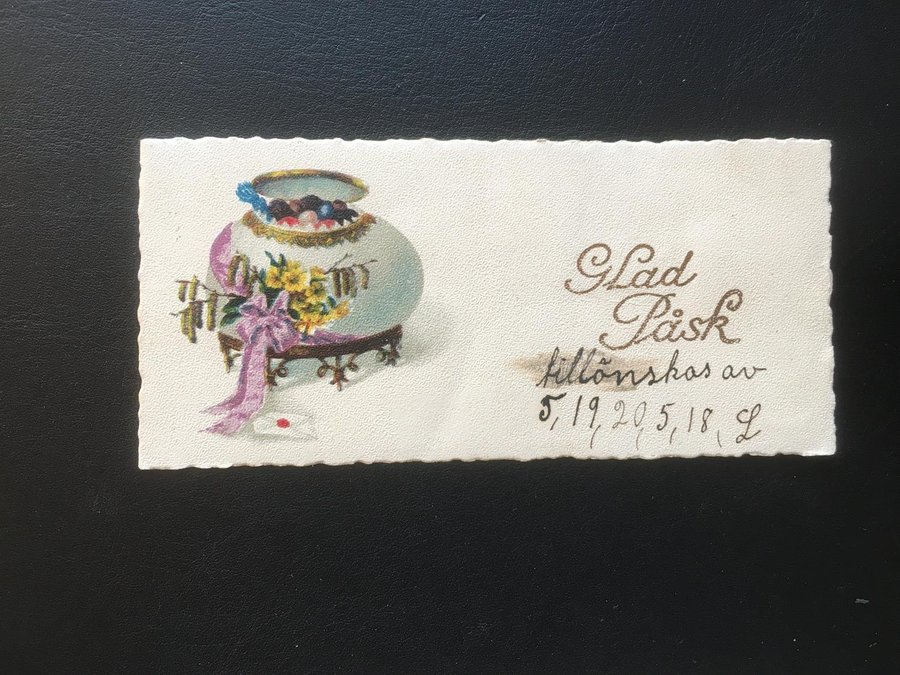 Glad
Påsk
tillönskas av
5, 19, 20, 5, 18, L